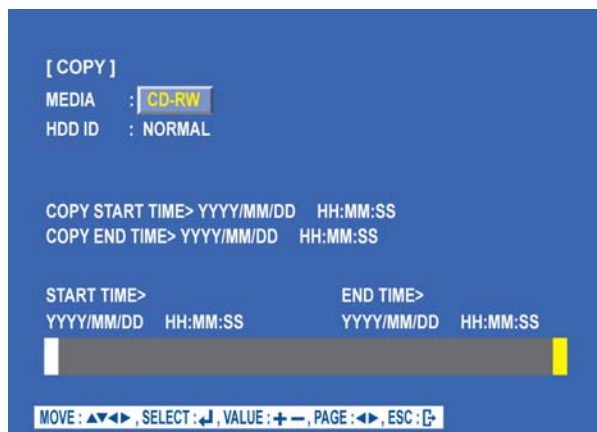 [ COPY ]
MEDIA : CD-RW
HDD ID : NORMAL
COPY START TIME> YYYY/MM/DD HH:MM:SS
COPY END TIME> YYYY/MM/DD HH:MM:SS
START TIME> END TIME>
YYYY/MM/DD HH:MM:SS YYYY/MM/DD HH:MM:SS
MOVE : ▲▼◀▶ , SELECT : ↲ , VALUE : + − , PAGE : ◀▶ , ESC : [→